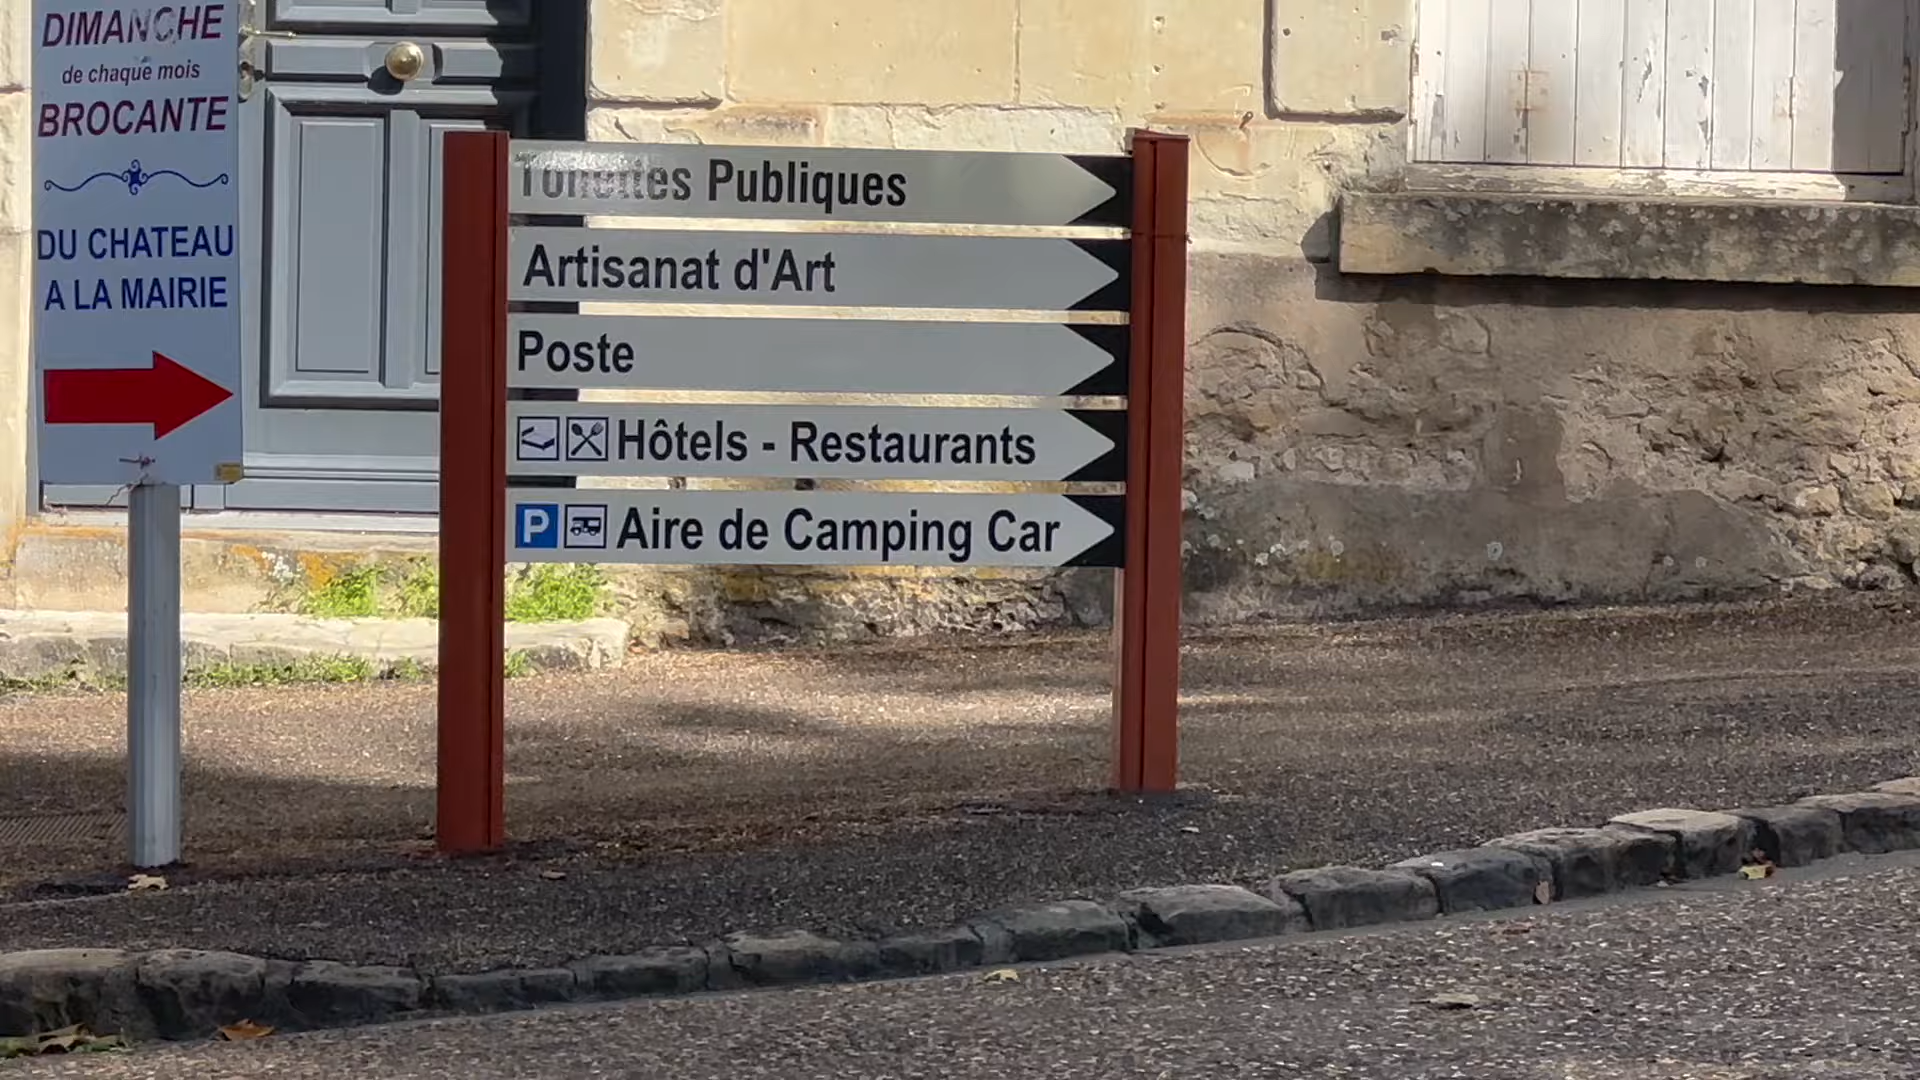 DIMANCHE
de chaque mois
BROCANTE
DU CHATEAU
A LA MAIRIE
Toilettes Publiques
Artisanat d'Art
Poste
Hôtels - Restaurants
P Aire de Camping Car